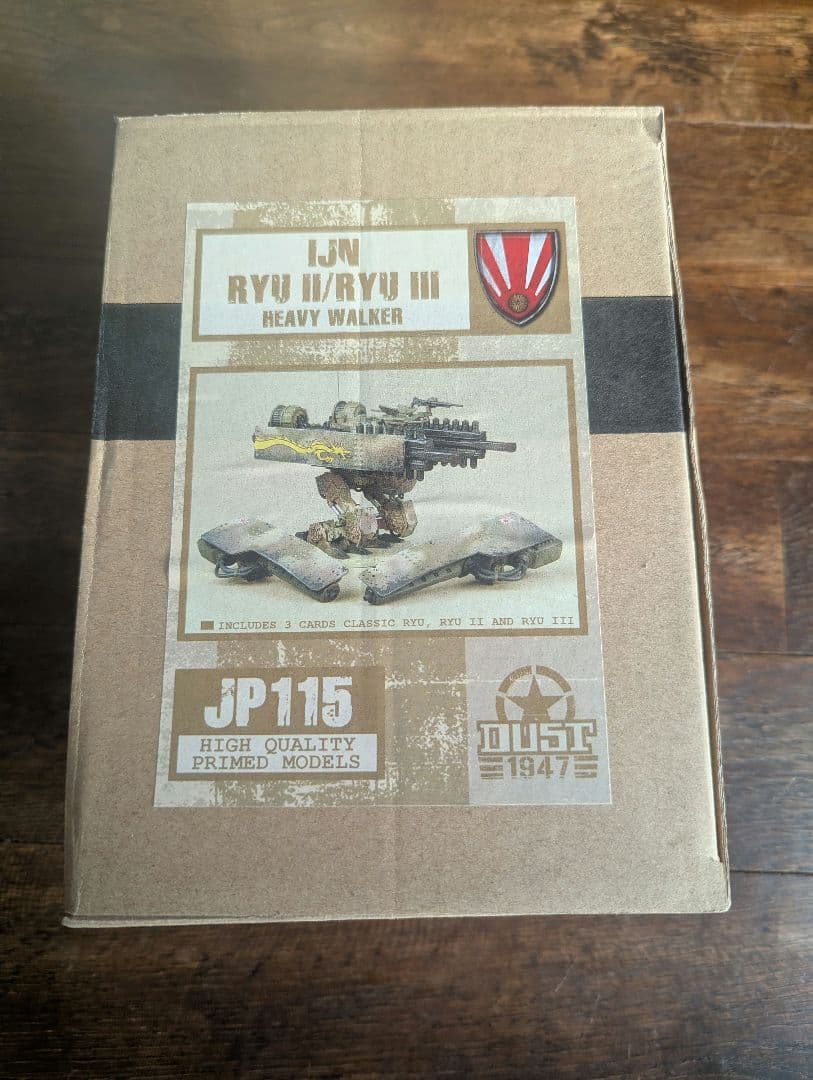 IJN
RYU II/RYU III
HEAVY WALKER
INCLUDES 3 CARDS CLASSIC RYU, RYU II AND RYU III
JP115
HIGH QUALITY
PRIMED MODELS
DUST
1947